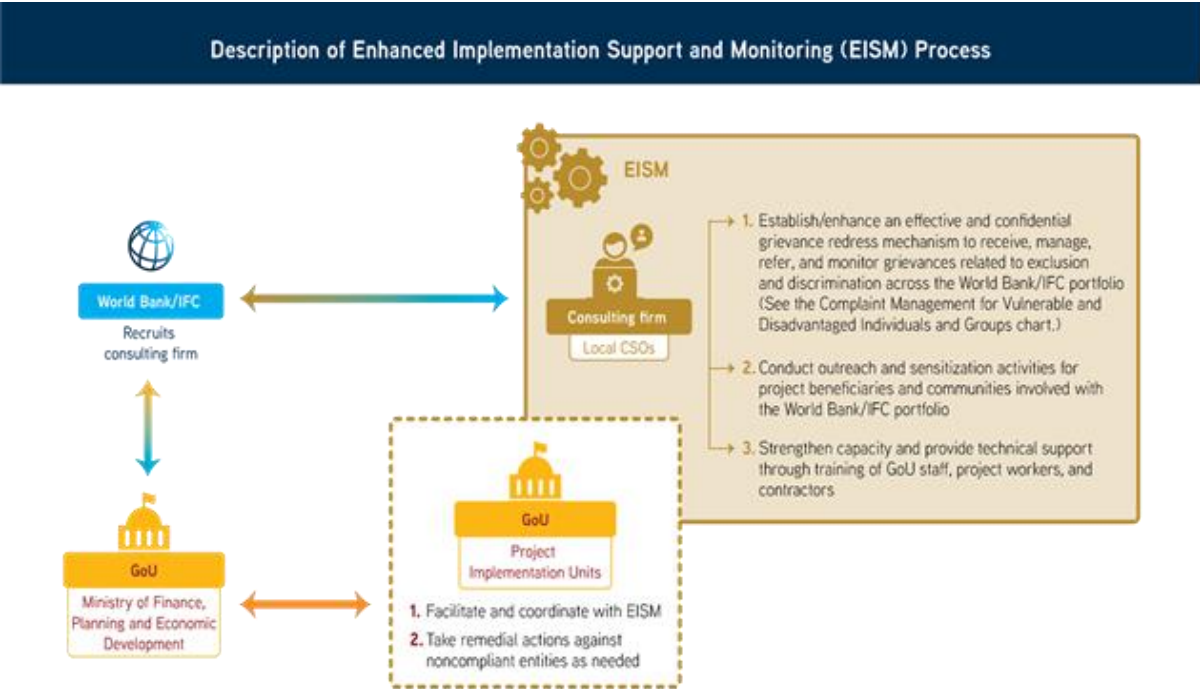 Description of Enhanced Implementation Support and Monitoring (EISM) Process
EISM
World Bank/IFC
Recruits
consulting firm
Consulting firm
Local CSOs
1. Establish/enhance an effective and confidential
grievance redress mechanism to receive, manage,
refer, and monitor grievances related to exclusion
and discrimination across the World Bank/IFC portfolio
(See the Complaint Management for Vulnerable and
Disadvantaged Individuals and Groups chart.)
2. Conduct outreach and sensitization activities for
project beneficiaries and communities involved with
the World Bank/IFC portfolio
3. Strengthen capacity and provide technical support
through training of GoU staff, project workers, and
contractors
GoU
Ministry of Finance,
Planning and Economic
Development
GoU
Project
Implementation Units
1. Facilitate and coordinate with EISM
2. Take remedial actions against
noncompliant entities as needed